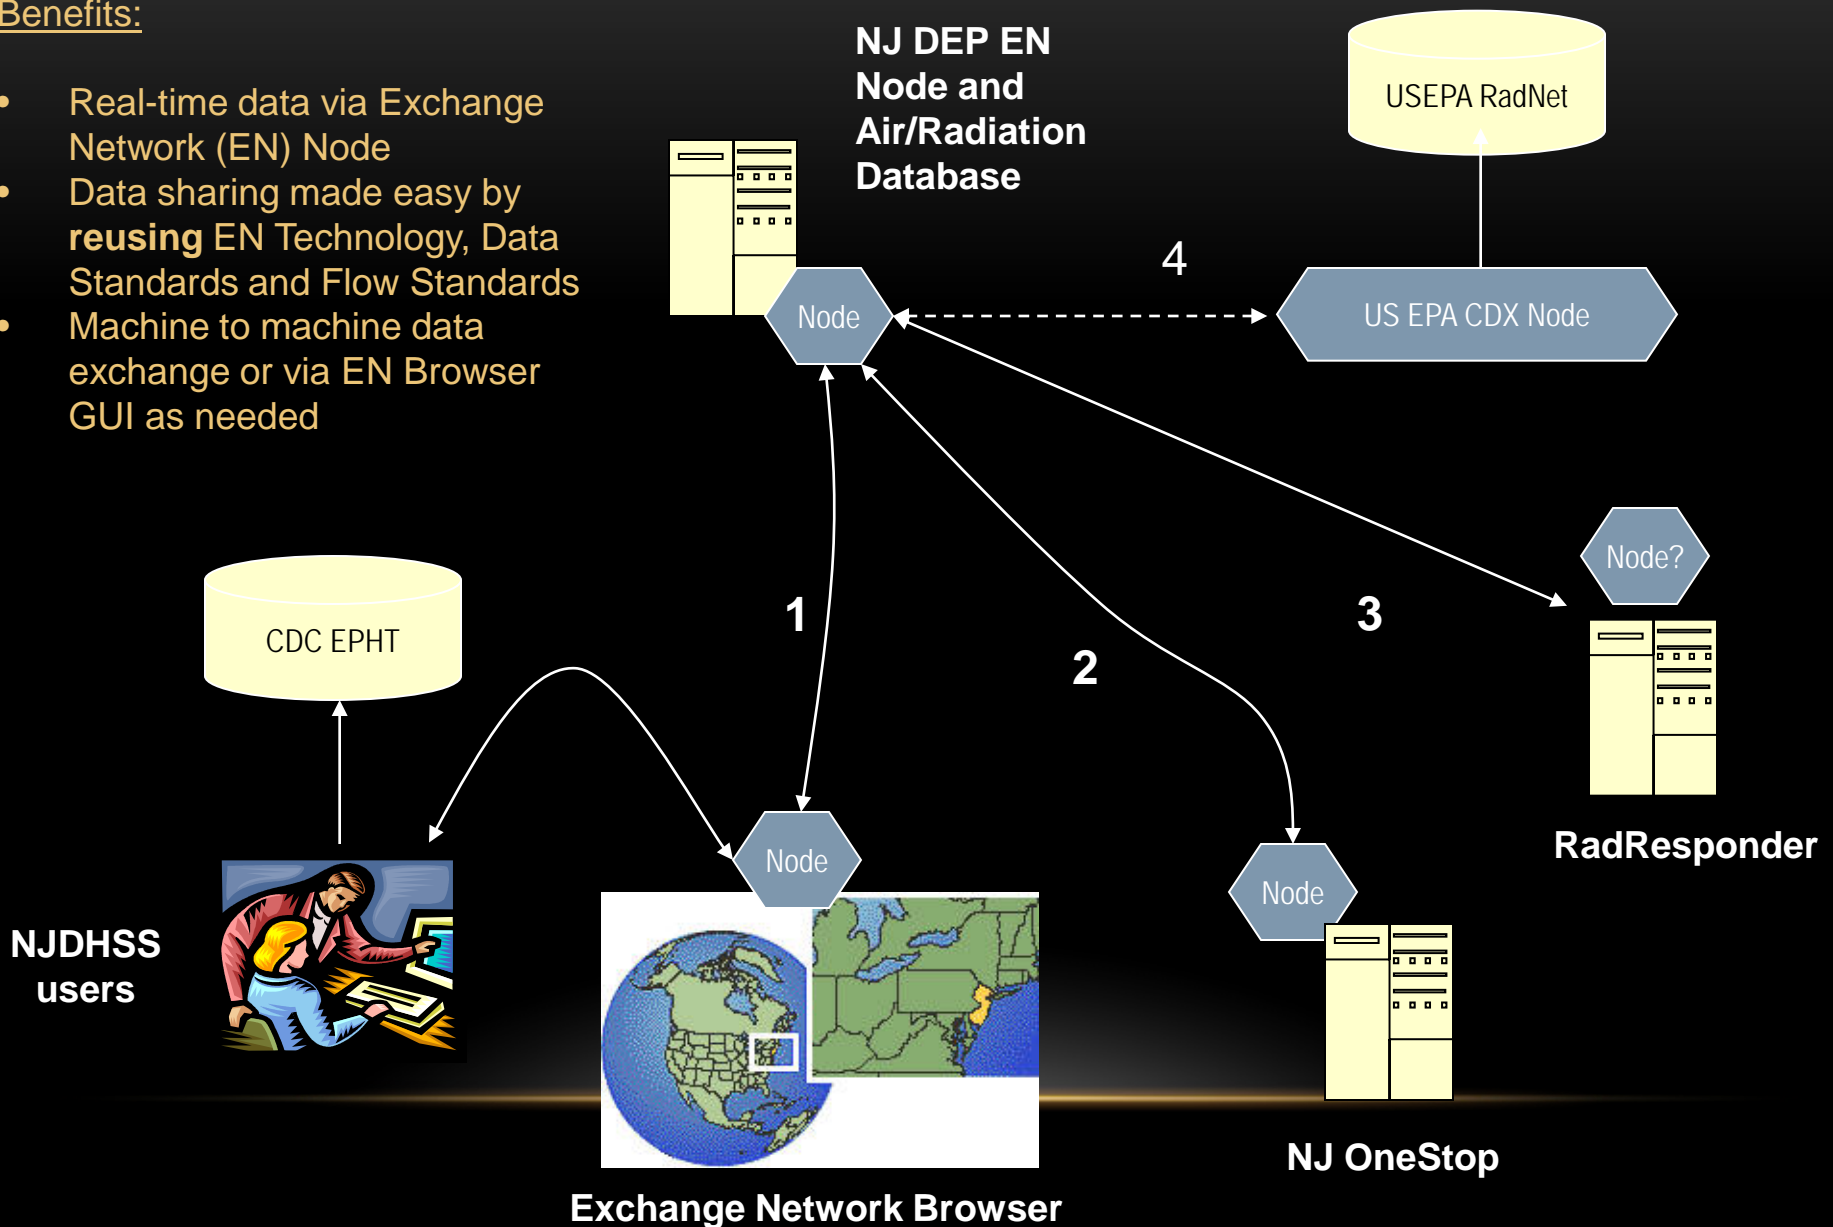 Benefits:
• Real-time data via Exchange
Network (EN) Node
• Data sharing made easy by
reusing EN Technology, Data
Standards and Flow Standards
• Machine to machine data
exchange or via EN Browser
GUI as needed
NJ DEP EN
Node and
Air/Radiation
Database
USEPA RadNet
4
Node
US EPA CDX Node
Node?
1
3
2
CDC EPHT
RadResponder
Node
Node
NJDHSS
users
NJ OneStop
Exchange Network Browser